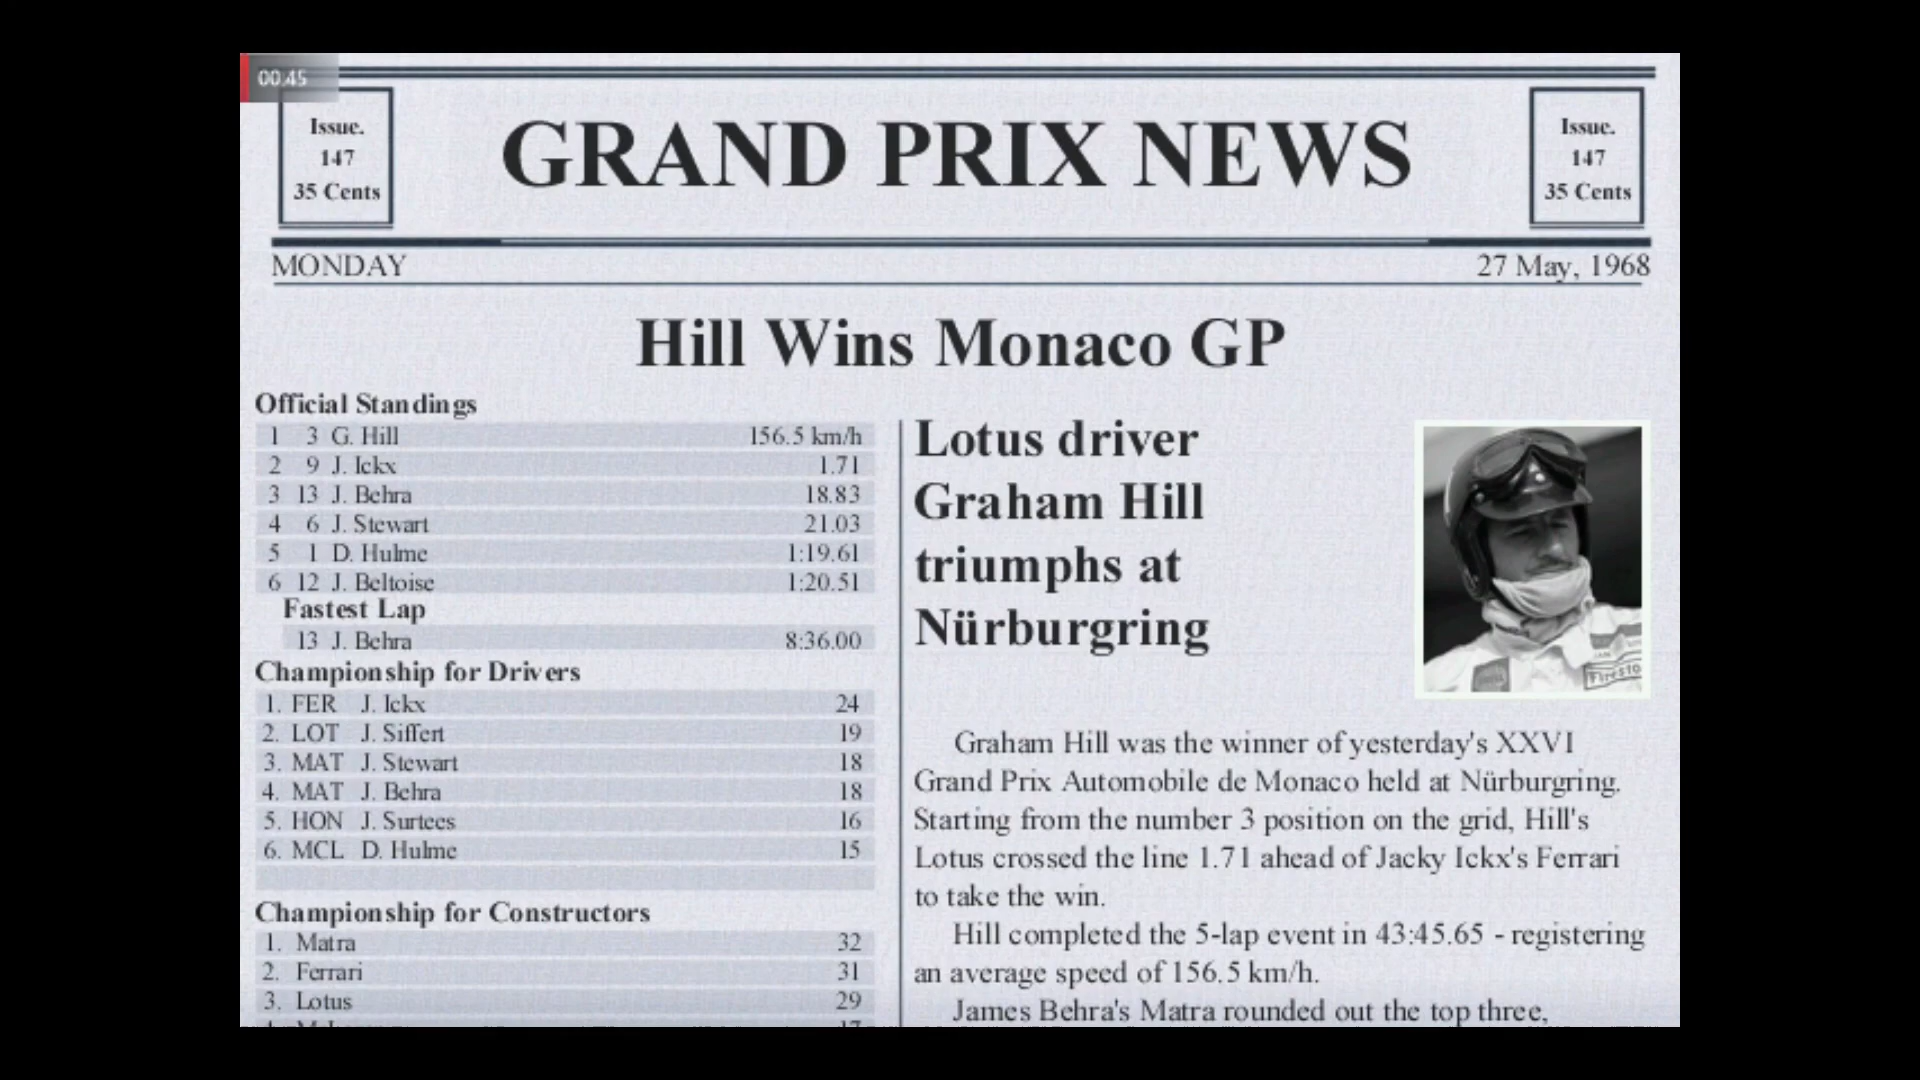 00:45
Issue.
147
35 Cents
GRAND PRIX NEWS
Issue.
147
35 Cents
MONDAY
27 May, 1968
Hill Wins Monaco GP
Official Standings
1 3 G. Hill 156.5 km/h
2 9 J. Ickx 1.71
3 13 J. Behra 18.83
4 6 J. Stewart 21.03
5 1 D. Hulme 1:19.61
6 12 J. Beltoise 1:20.51
Fastest Lap
13 J. Behra 8:36.00
Championship for Drivers
1. FER J. Ickx 24
2. LOT J. Siffert 19
3. MAT J. Stewart 18
4. MAT J. Behra 18
5. HON J. Surtees 16
6. MCL D. Hulme 15
Championship for Constructors
1. Matra 32
2. Ferrari 31
3. Lotus 29
Lotus driver
Graham Hill
triumphs at
Nürburgring
Firesto
Graham Hill was the winner of yesterday's XXVI
Grand Prix Automobile de Monaco held at Nürburgring.
Starting from the number 3 position on the grid, Hill's
Lotus crossed the line 1.71 ahead of Jacky Ickx's Ferrari
to take the win.
Hill completed the 5-lap event in 43:45.65 - registering
an average speed of 156.5 km/h.
James Behra's Matra rounded out the top three,